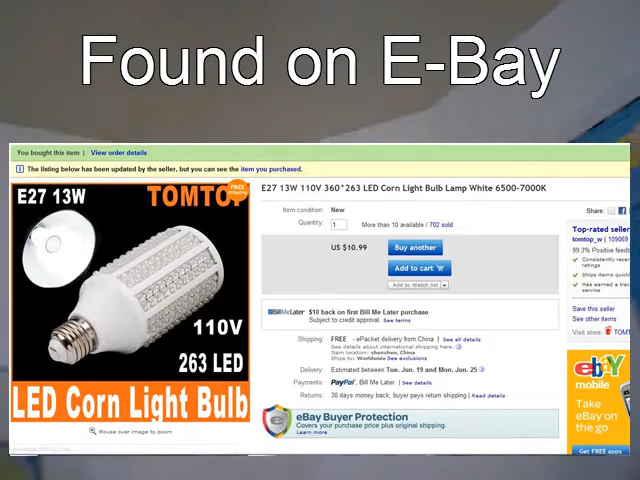 Found on E-Bay
You bought this item | View order details
The listing below has been updated by the seller, but you can see the item you purchased.
E27 13W
TOMTOP
FREE
shipping
110V
263 LED
LED Corn Light Bulb
Mouse over image to zoom
E27 13W 110V 360°263 LED Corn Light Bulb Lamp White 6500-7000K
Item condition: New
Quantity: 1 More than 10 available / 702 sold
US $10.99
Buy another
Add to cart
Add to Watch list
BillMeLater $10 back on first Bill Me Later purchase.
Subject to credit approval. See terms
Shipping: FREE - ePacket delivery from China | See all details
See details about international shipping here.
Item location: shenzhen, China
Ships to: Worldwide See exclusions
Delivery: Estimated between Tue. Jun. 19 and Mon. Jun. 25
Payments: PayPal, Bill Me Later | See details
Returns: 30 days money back, buyer pays return shipping | Read details
eBay Buyer Protection
Covers your purchase price plus original shipping.
Learn more
Share:
Top-rated seller
tomtop_w ( 109069
99.3% Positive feedb
Consistently rece
ratings
Ships items quick
Has earned a trac
service
Save this seller
See other items
Visit store: TOMT
ebay
mobile
Take
eBay on
the go
Get FREE apps